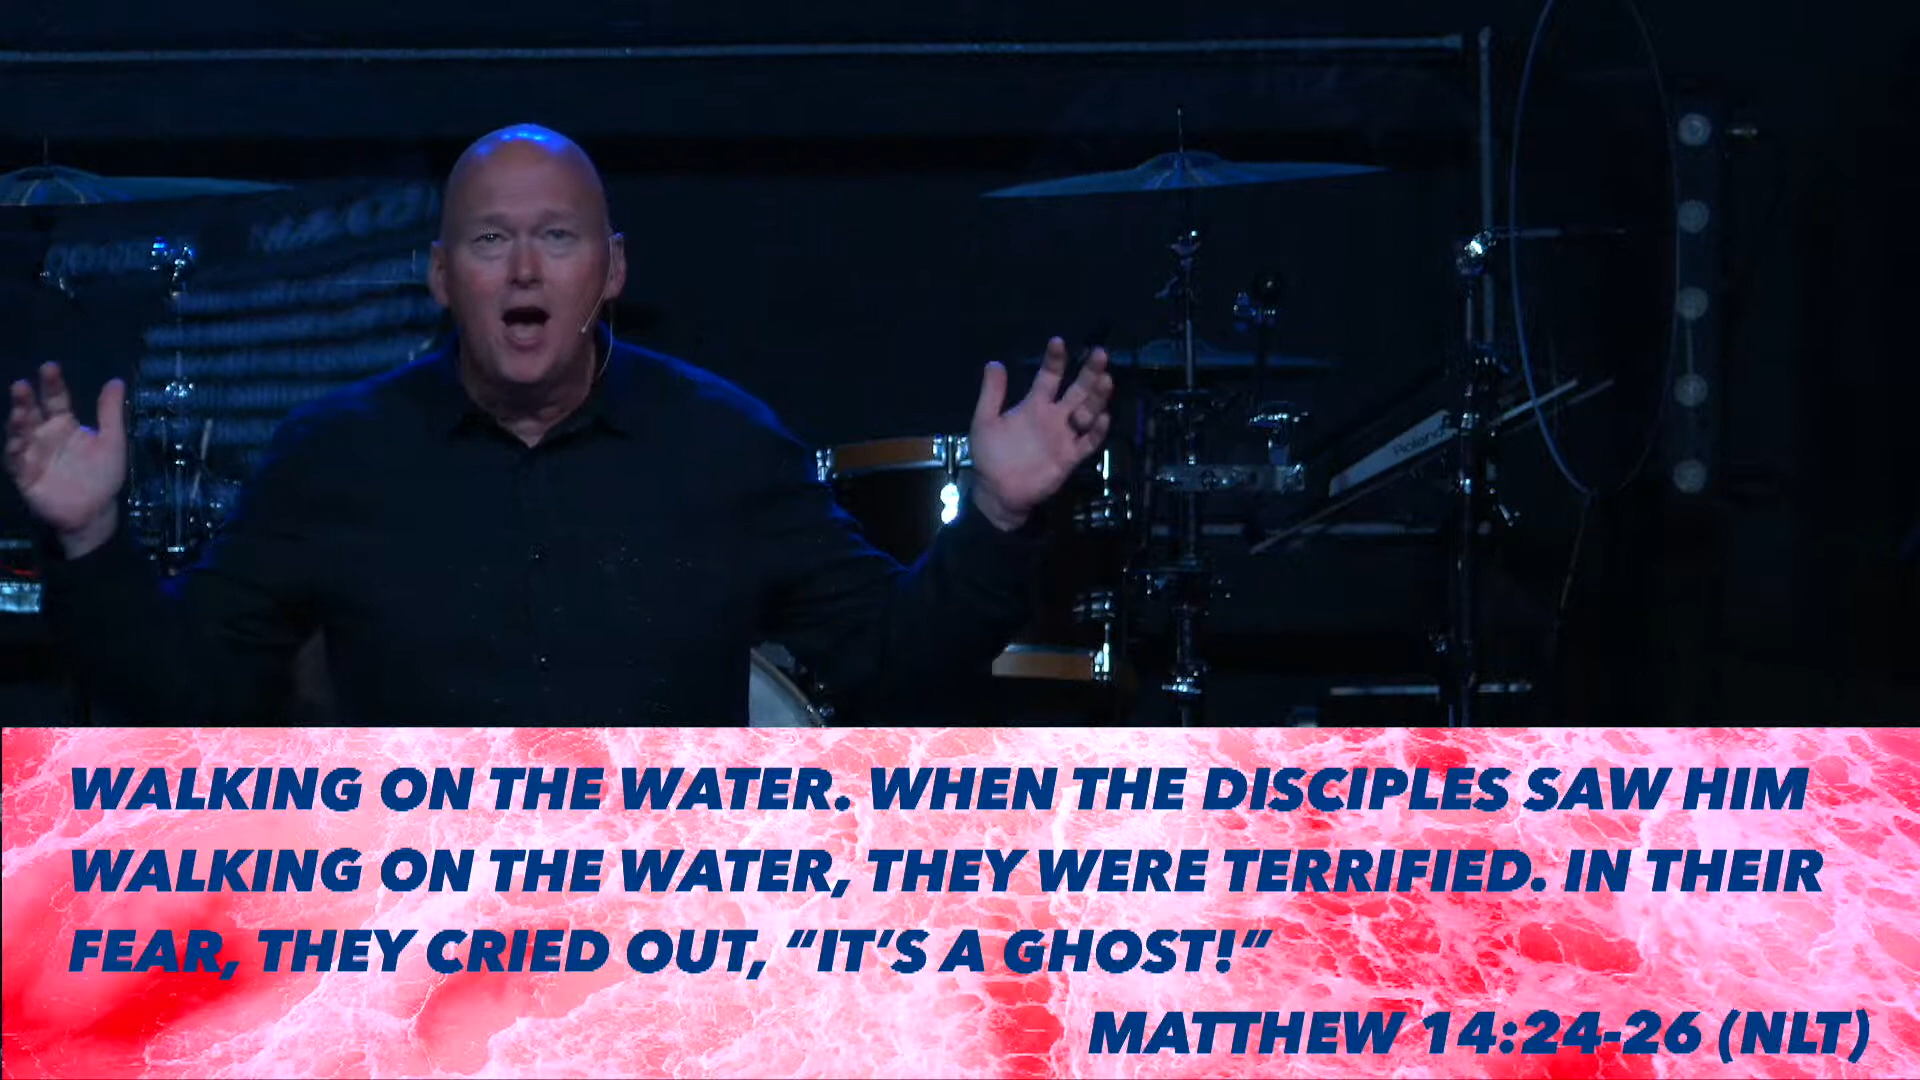 Roland
WALKING ON THE WATER. WHEN THE DISCIPLES SAW HIM
WALKING ON THE WATER, THEY WERE TERRIFIED. IN THEIR
FEAR, THEY CRIED OUT, “IT’S A GHOST!”
MATTHEW 14:24-26 (NLT)